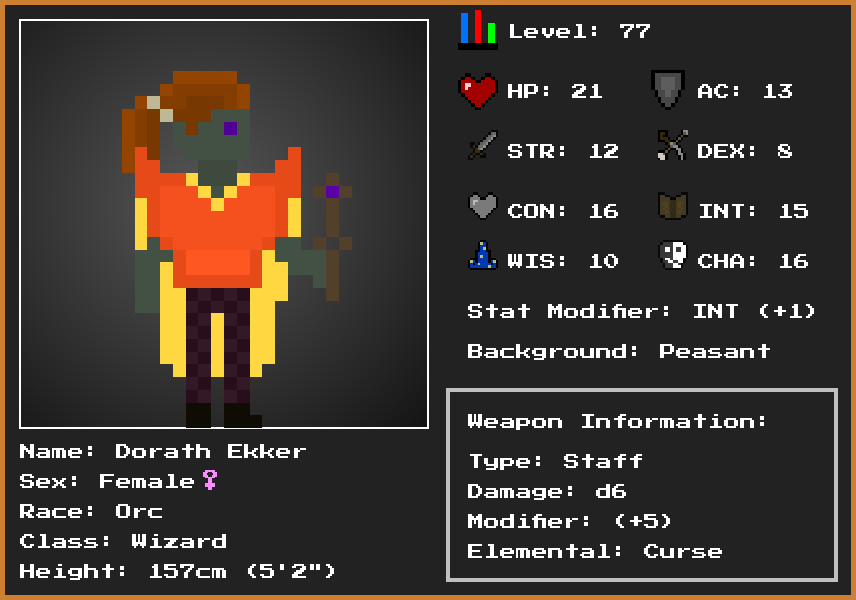 Level: 77
HP: 21 AC: 13
STR: 12 DEX: 8
CON: 16 INT: 15
WIS: 10 CHA: 16
Stat Modifier: INT (+1)
Background: Peasant
Weapon Information:
Type: Staff
Damage: d6
Modifier: (+5)
Elemental: Curse
Name: Dorath Ekker
Sex: Female♀
Race: Orc
Class: Wizard
Height: 157cm (5'2")